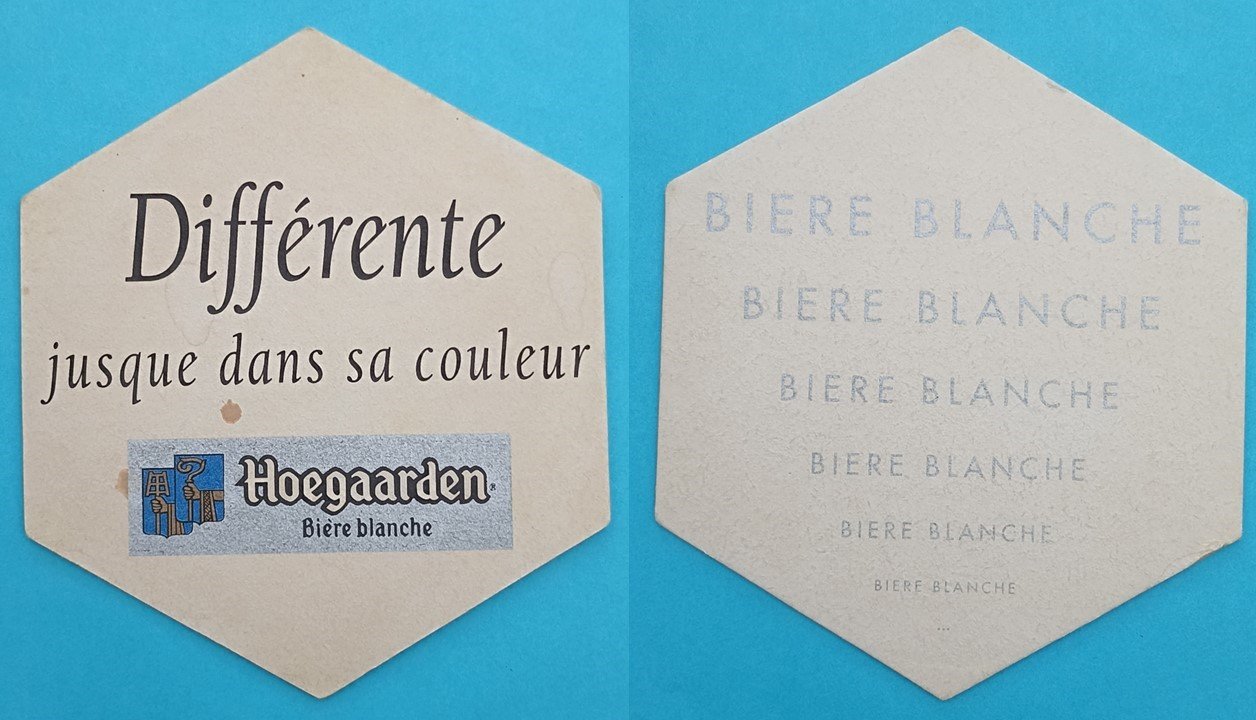 Différente
jusque dans sa couleur
Hoegaarden®
Bière blanche
BIERE BLANCHE
BIERE BLANCHE
BIERE BLANCHE
BIERE BLANCHE
BIERE BLANCHE
BIERE BLANCHE
...